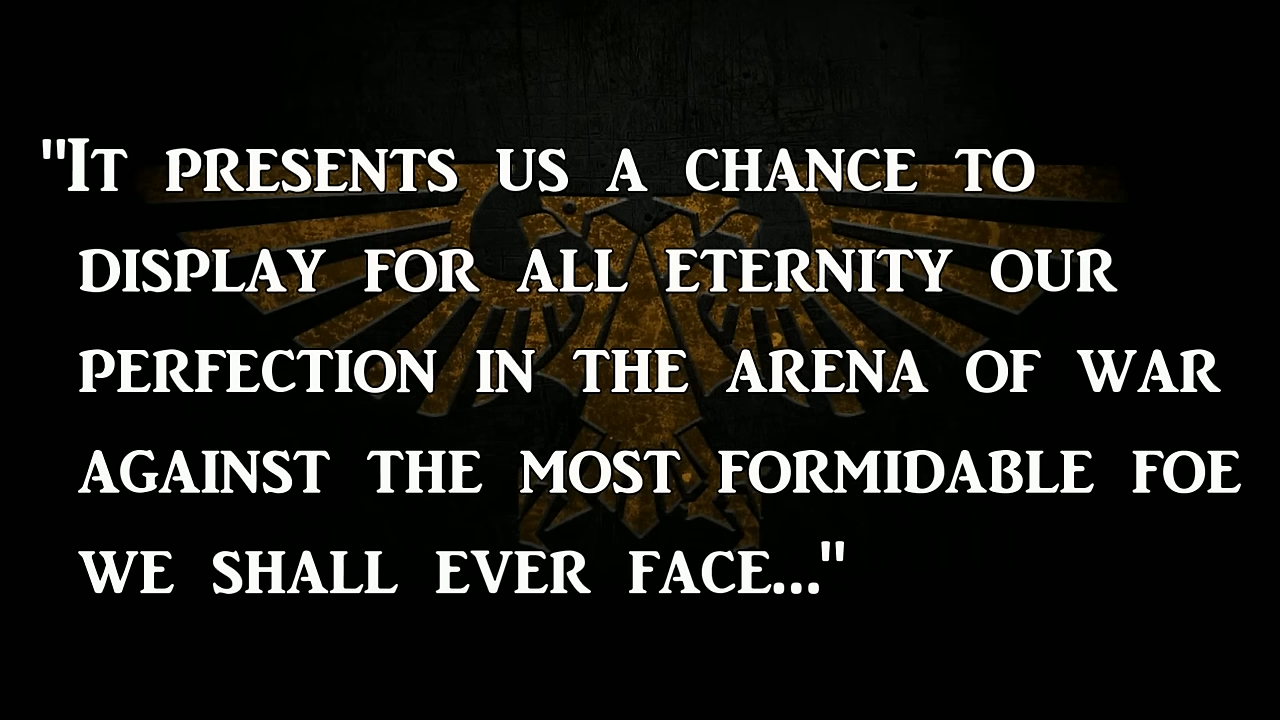 "It presents us a chance to
display for all eternity our
perfection in the arena of war
against the most formidable foe
we shall ever face..."